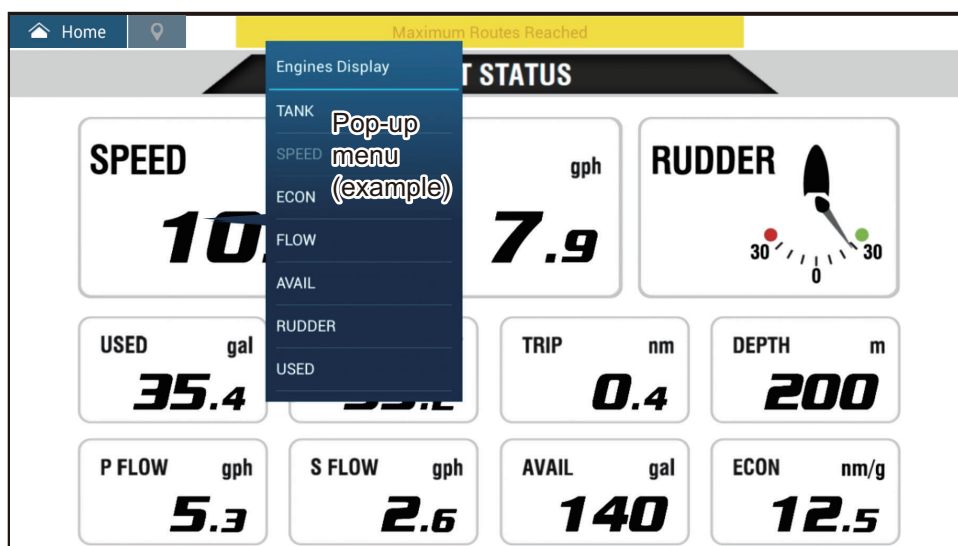 Home
Maximum Routes Reached
Engines Display
T STATUS
TANK
Pop-up
menu
(example)
SPEED
ECON
FLOW
AVAIL
RUDDER
USED
SPEED
10.
gph
7.9
RUDDER
30
0
30
USED gal
35.4
TRIP nm
0.4
DEPTH m
200
P FLOW gph
5.3
S FLOW gph
2.6
AVAIL gal
140
ECON nm/g
12.5